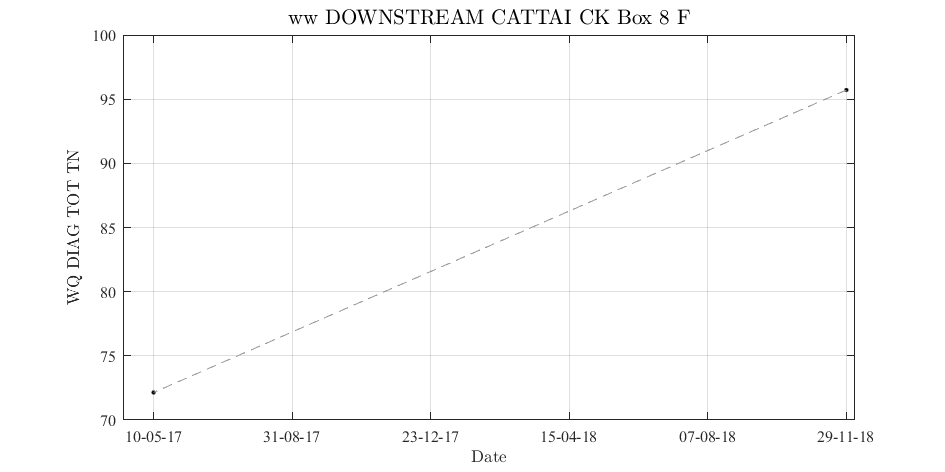 ww DOWNSTREAM CATTAI CK Box 8 F
100
95
90
85
80
75
70
WQ DIAG TOT TN
10-05-17 31-08-17 23-12-17 15-04-18 07-08-18 29-11-18
Date